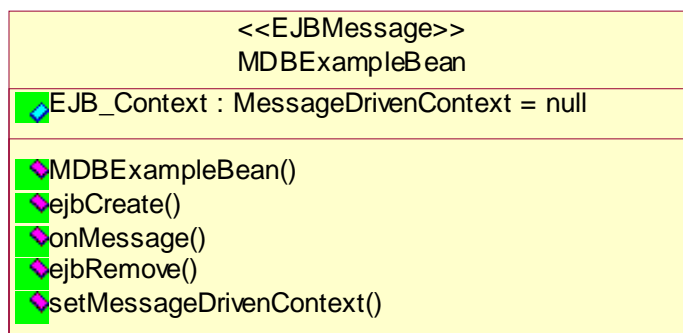 <<EJBMessage>>
MDBExampleBean
EJB_Context : MessageDrivenContext = null
MDBExampleBean()
ejbCreate()
onMessage()
ejbRemove()
setMessageDrivenContext()